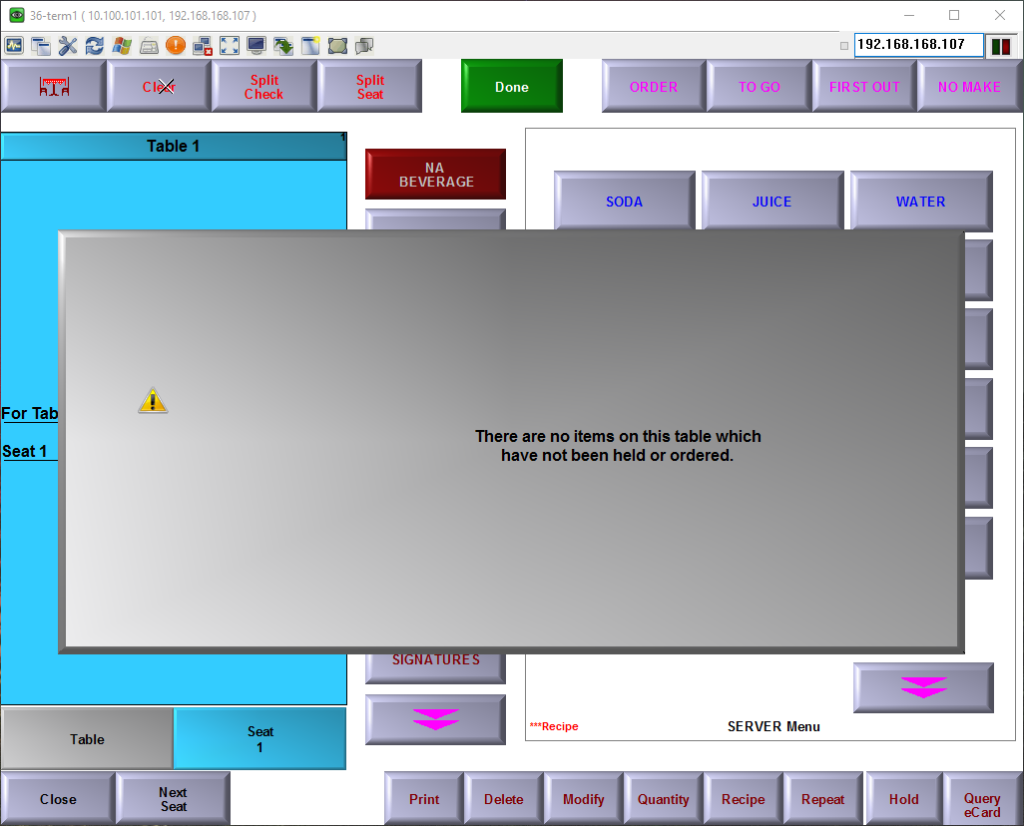 36-term1 ( 10.100.101.101, 192.168.168.107 )
192.168.168.107
Clear
Split
Check
Split
Seat
Done
ORDER
TO GO
FIRST OUT
NO MAKE
Table 1
1
NA
BEVERAGE
SODA
JUICE
WATER
For Tab
Seat 1
There are no items on this table which
have not been held or ordered.
SIGNATURES
***Recipe
SERVER Menu
Table
Seat
1
Close
Next
Seat
Print
Delete
Modify
Quantity
Recipe
Repeat
Hold
Query
eCard